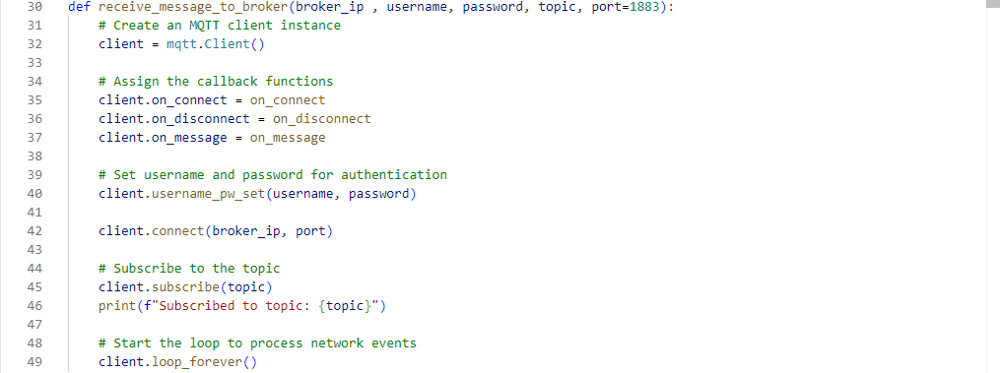 30 def receive_message_to_broker(broker_ip , username, password, topic, port=1883):
31     # Create an MQTT client instance
32     client = mqtt.Client()
33
34     # Assign the callback functions
35     client.on_connect = on_connect
36     client.on_disconnect = on_disconnect
37     client.on_message = on_message
38
39     # Set username and password for authentication
40     client.username_pw_set(username, password)
41
42     client.connect(broker_ip, port)
43
44     # Subscribe to the topic
45     client.subscribe(topic)
46     print(f"Subscribed to topic: {topic}")
47
48     # Start the loop to process network events
49     client.loop_forever()